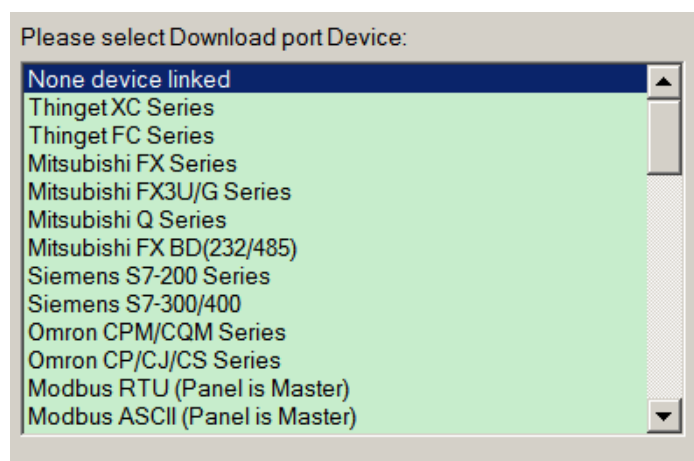 Please select Download port Device:
None device linked
Thinget XC Series
Thinget FC Series
Mitsubishi FX Series
Mitsubishi FX3U/G Series
Mitsubishi Q Series
Mitsubishi FX BD(232/485)
Siemens S7-200 Series
Siemens S7-300/400
Omron CPM/CQM Series
Omron CP/CJ/CS Series
Modbus RTU (Panel is Master)
Modbus ASCII (Panel is Master)